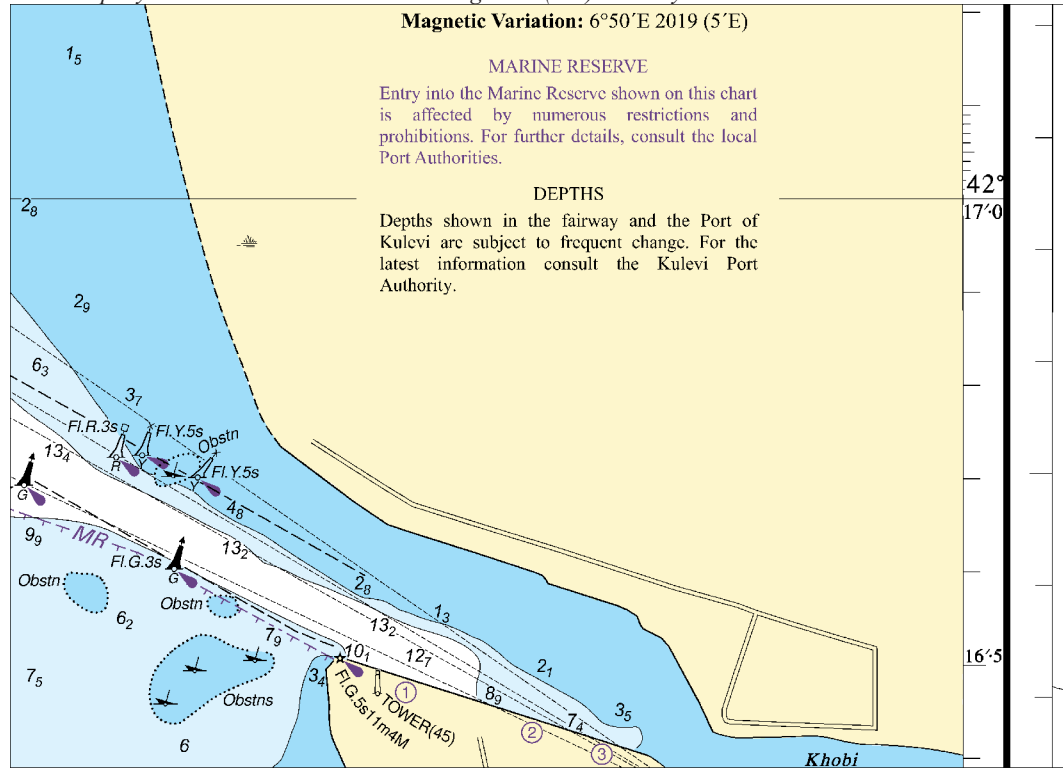 Magnetic Variation: 6°50´E 2019 (5´E)
MARINE RESERVE
Entry into the Marine Reserve shown on this chart
is affected by numerous restrictions and
prohibitions. For further details, consult the local
Port Authorities.
DEPTHS
Depths shown in the fairway and the Port of
Kulevi are subject to frequent change. For the
latest information consult the Kulevi Port
Authority.
42°
17´·0
1₅
2₈
2₉
6₃
3₇
Fl.R.3s
Fl.Y.5s
Obstn
13₄
R
Y
Fl.Y.5s
Y
G
4₈
9₉
MR
13₂
Fl.G.3s
G
Obstn
2₈
Obstn
1₃
6₂
13₂
7₉
10₁
12₇
16´·5
7₅
3₄
2₁
Fl.G.5s11m4M
TOWER(45)
1
8₉
Obstns
3₅
7₄
2
6
3
Khobi